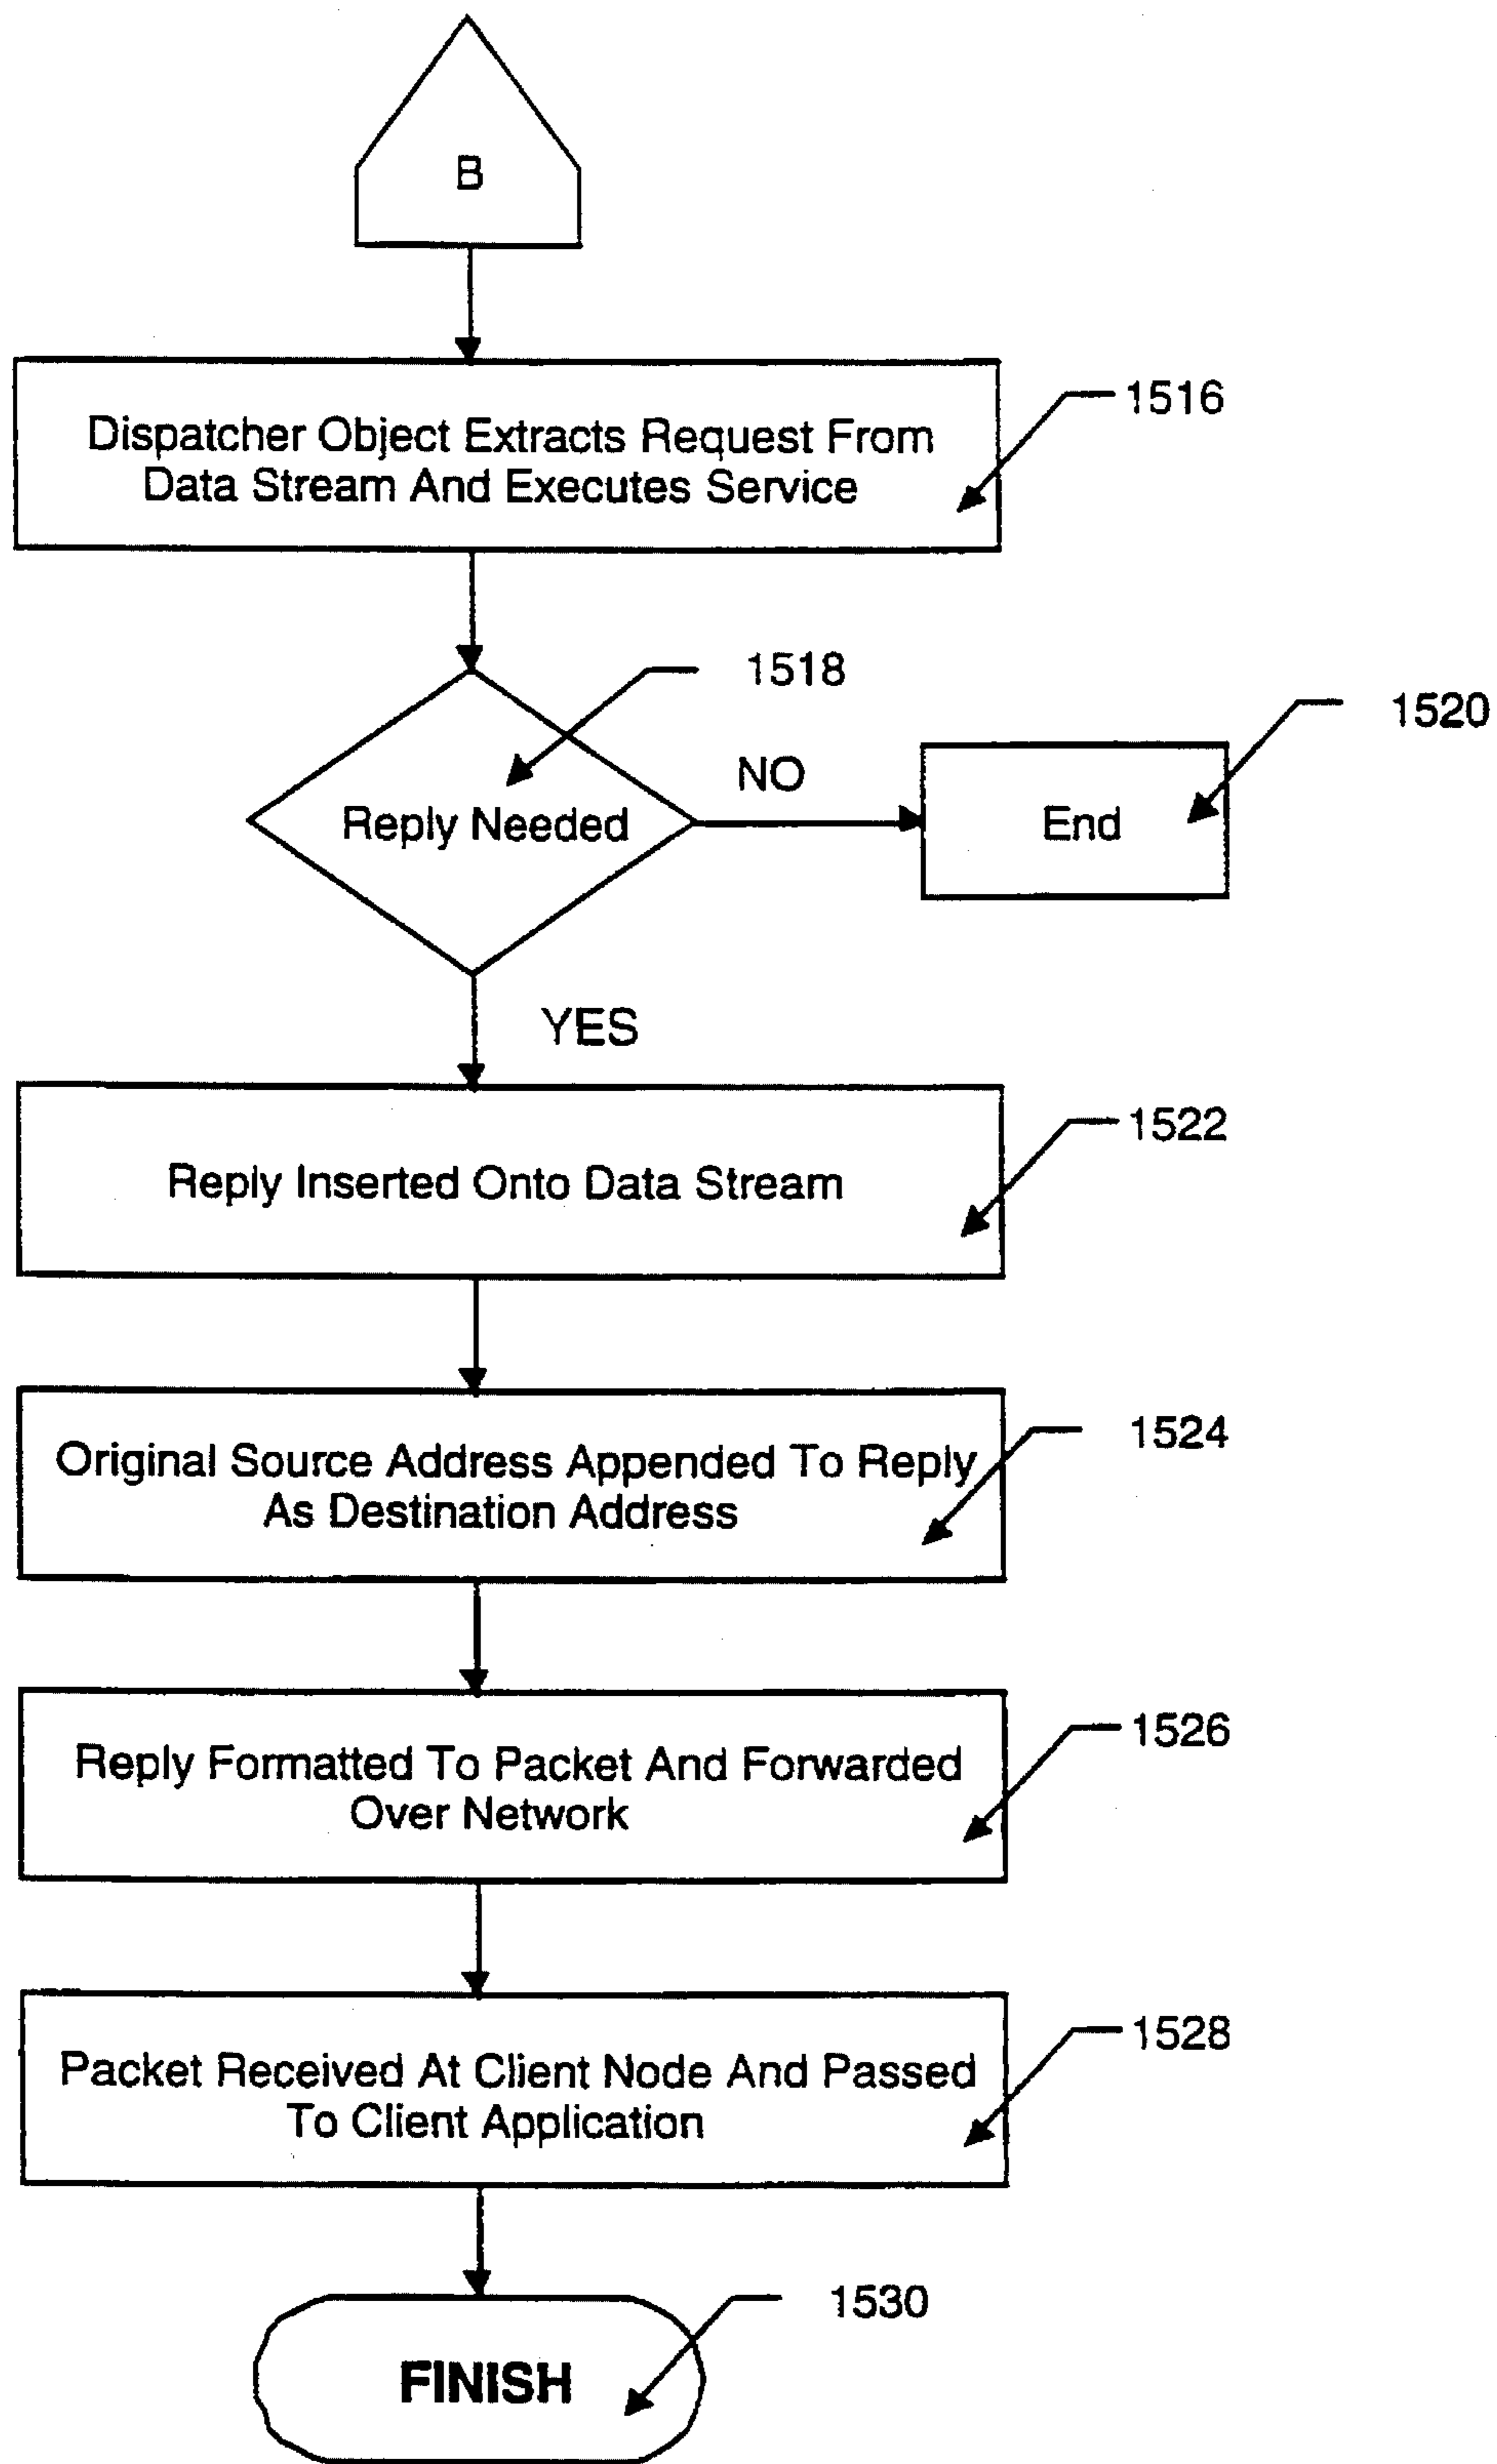 B
1516
Dispatcher Object Extracts Request From
Data Stream And Executes Service
1518
1520
NO
Reply Needed
End
YES
1522
Reply Inserted Onto Data Stream
1524
Original Source Address Appended To Reply
As Destination Address
1526
Reply Formatted To Packet And Forwarded
Over Network
1528
Packet Received At Client Node And Passed
To Client Application
1530
FINISH